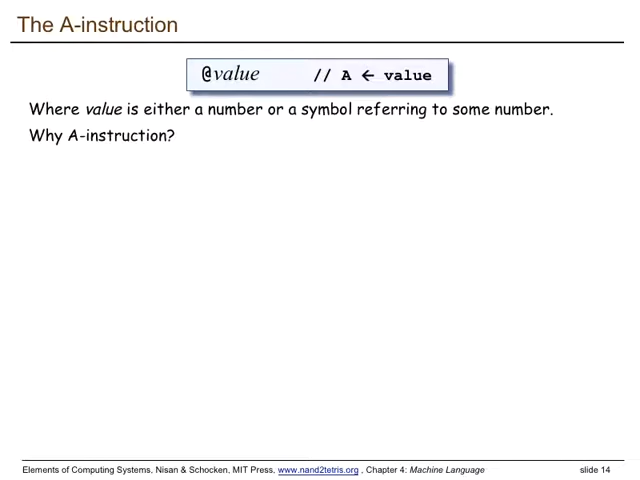 The A-instruction
@value // A ← value
Where value is either a number or a symbol referring to some number.
Why A-instruction?
Elements of Computing Systems, Nisan & Schocken, MIT Press, www.nand2tetris.org , Chapter 4: Machine Language slide 14